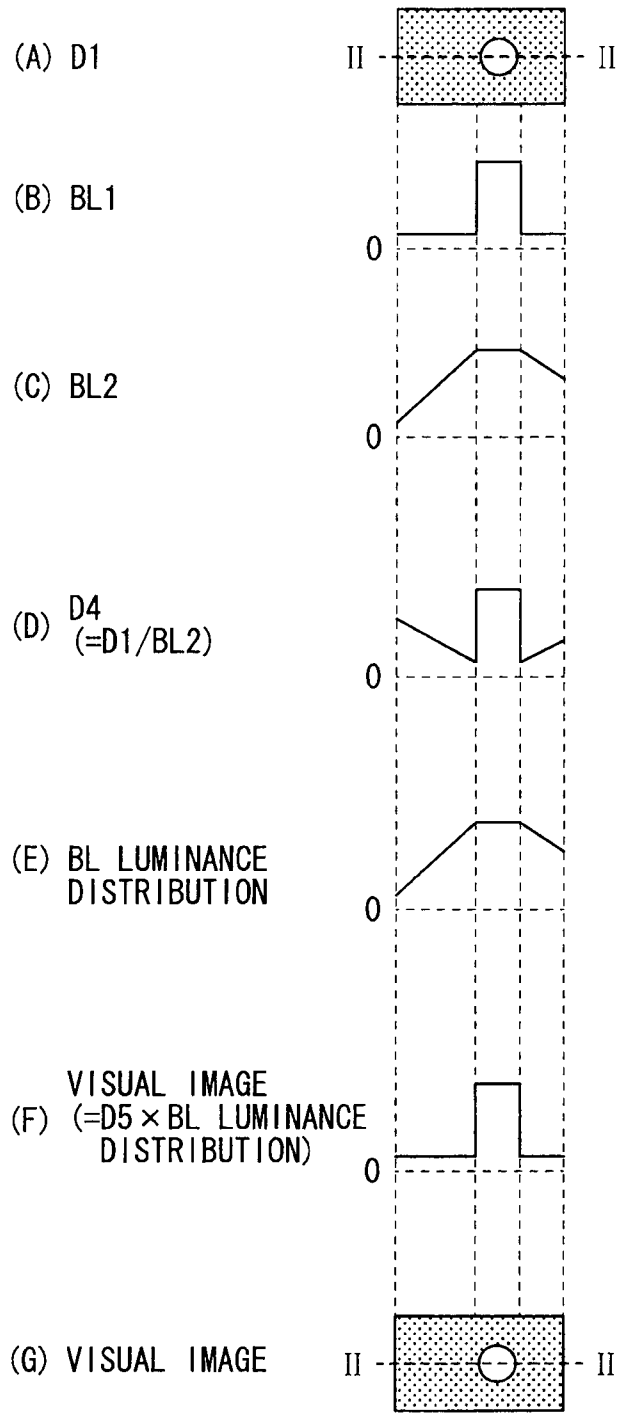 (A) D1
II II
(B) BL1
0
(C) BL2
0
(D) D4
(=D1/BL2)
0
(E) BL LUMINANCE
DISTRIBUTION
0
(F) VISUAL IMAGE
(=D5×BL LUMINANCE
DISTRIBUTION)
0
(G) VISUAL IMAGE
II II